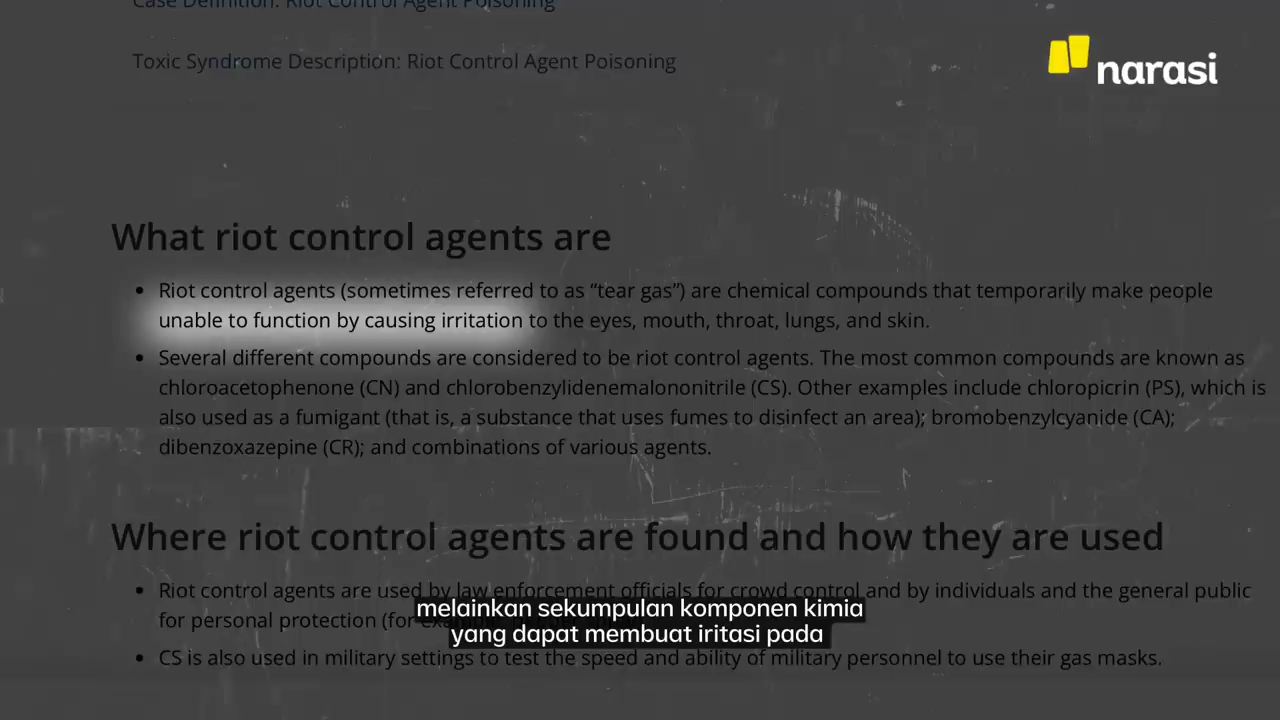 Case Definition: Riot Control Agent Poisoning
narasi
Toxic Syndrome Description: Riot Control Agent Poisoning
What riot control agents are
• Riot control agents (sometimes referred to as “tear gas”) are chemical compounds that temporarily make people
unable to function by causing irritation to the eyes, mouth, throat, lungs, and skin.
• Several different compounds are considered to be riot control agents. The most common compounds are known as
chloroacetophenone (CN) and chlorobenzylidenemalononitrile (CS). Other examples include chloropicrin (PS), which is
also used as a fumigant (that is, a substance that uses fumes to disinfect an area); bromobenzylcyanide (CA);
dibenzoxazepine (CR); and combinations of various agents.
Where riot control agents are found and how they are used
• Riot control agents are used by law enforcement officials for crowd control and by individuals and the general public
for personal protection (for
melainkan sekumpulan komponen kimia
yang dapat membuat iritasi pada
• CS is also used in military settings to test the speed and ability of military personnel to use their gas masks.